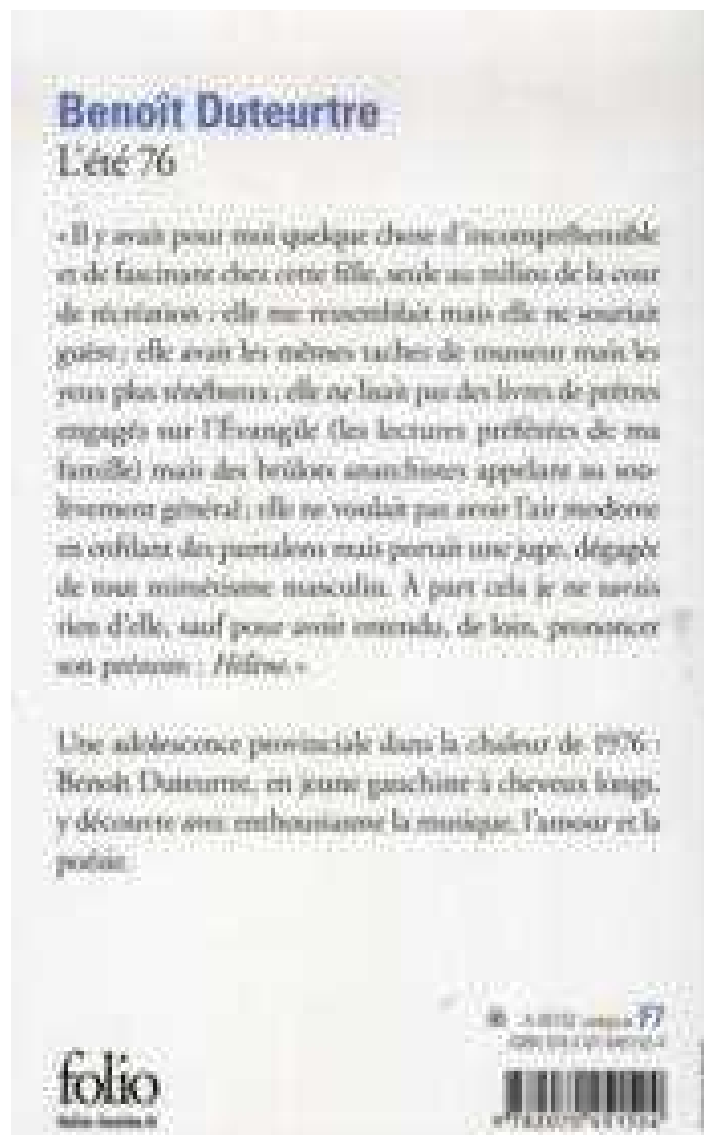 Benoît Duteurtre
L'été 76
« Il y avait pour moi quelque chose d'incompréhensible
et de fascinant chez cette fille, seule au milieu de la cour
de récréation : elle me ressemblait mais elle ne souriait
guère ; elle avait les mêmes taches de rousseur mais les
yeux plus ténébreux ; elle ne lisait pas des livres de prêtres
engagés sur l'Évangile (les lectures préférées de ma
famille) mais des brûlots anarchistes appelant au sou-
lèvement général ; elle ne voulait pas avoir l'air moderne
en enfilant des pantalons mais portait une jupe, dégagée
de tout mimétisme masculin. À part cela je ne savais
rien d'elle, sauf pour avoir entendu, de loin, prononcer
son prénom : Hélène. »
Une adolescence provinciale dans la chaleur de 1976 :
Benoît Duteurtre, en jeune gauchiste à cheveux longs,
y découvre avec enthousiasme la musique, l'amour et la
poésie.
F7
folio